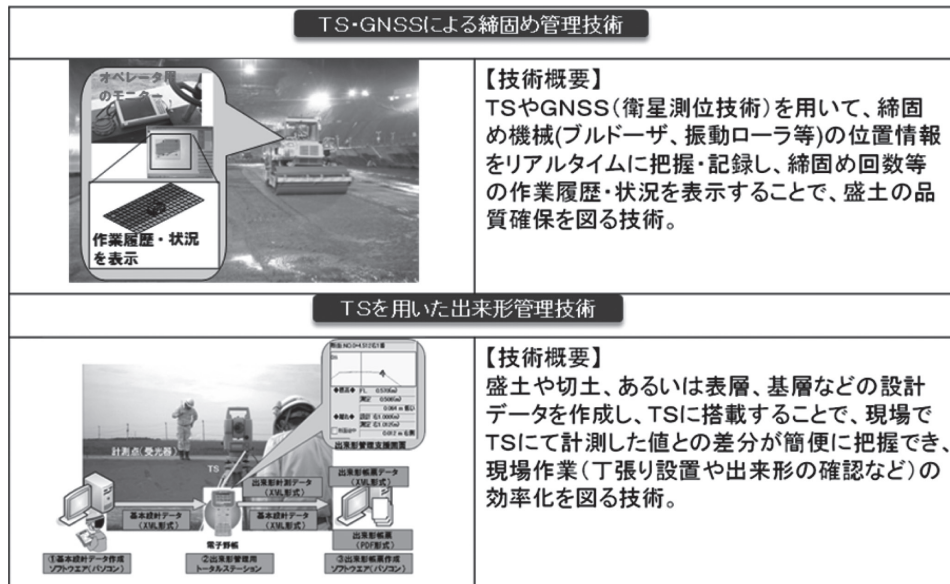 TS・GNSSによる締固め管理技術
オペレータ用
のモニター
作業履歴・状況
を表示
【技術概要】
TSやGNSS(衛星測位技術)を用いて、締固
め機械(ブルドーザ、振動ローラ等)の位置情報
をリアルタイムに把握・記録し、締固め回数等
の作業履歴・状況を表示することで、盛土の品
質確保を図る技術。
TSを用いた出来形管理技術
出来形管理支援画面
計測点(受光器)
TS
出来形計測データ
(XML形式)
出来形帳票データ
(XML形式)
基本設計データ
(XML形式)
基本設計データ
(XML形式)
電子野帳
出来形帳票
(PDF形式)
①基本設計データ作成
ソフトウエア(パソコン)
②出来形管理用
トータルステーション
③出来形帳票作成
ソフトウエア(パソコン)
【技術概要】
盛土や切土、あるいは表層、基層などの設計
データを作成し、TSに搭載することで、現場で
TSにて計測した値との差分が簡便に把握でき、
現場作業(丁張り設置や出来形の確認など)の
効率化を図る技術。